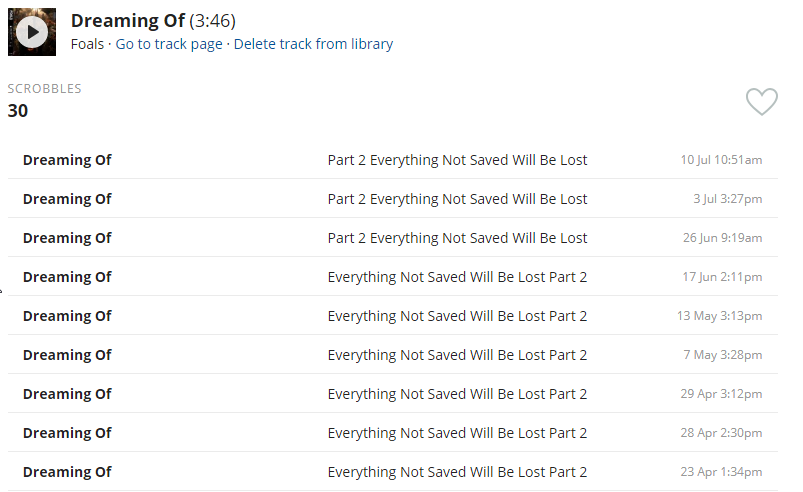 Dreaming Of (3:46)
Foals · Go to track page · Delete track from library
SCROBBLES
30
Dreaming Of Part 2 Everything Not Saved Will Be Lost 10 Jul 10:51am
Dreaming Of Part 2 Everything Not Saved Will Be Lost 3 Jul 3:27pm
Dreaming Of Part 2 Everything Not Saved Will Be Lost 26 Jun 9:19am
Dreaming Of Everything Not Saved Will Be Lost Part 2 17 Jun 2:11pm
Dreaming Of Everything Not Saved Will Be Lost Part 2 13 May 3:13pm
Dreaming Of Everything Not Saved Will Be Lost Part 2 7 May 3:28pm
Dreaming Of Everything Not Saved Will Be Lost Part 2 29 Apr 3:12pm
Dreaming Of Everything Not Saved Will Be Lost Part 2 28 Apr 2:30pm
Dreaming Of Everything Not Saved Will Be Lost Part 2 23 Apr 1:34pm